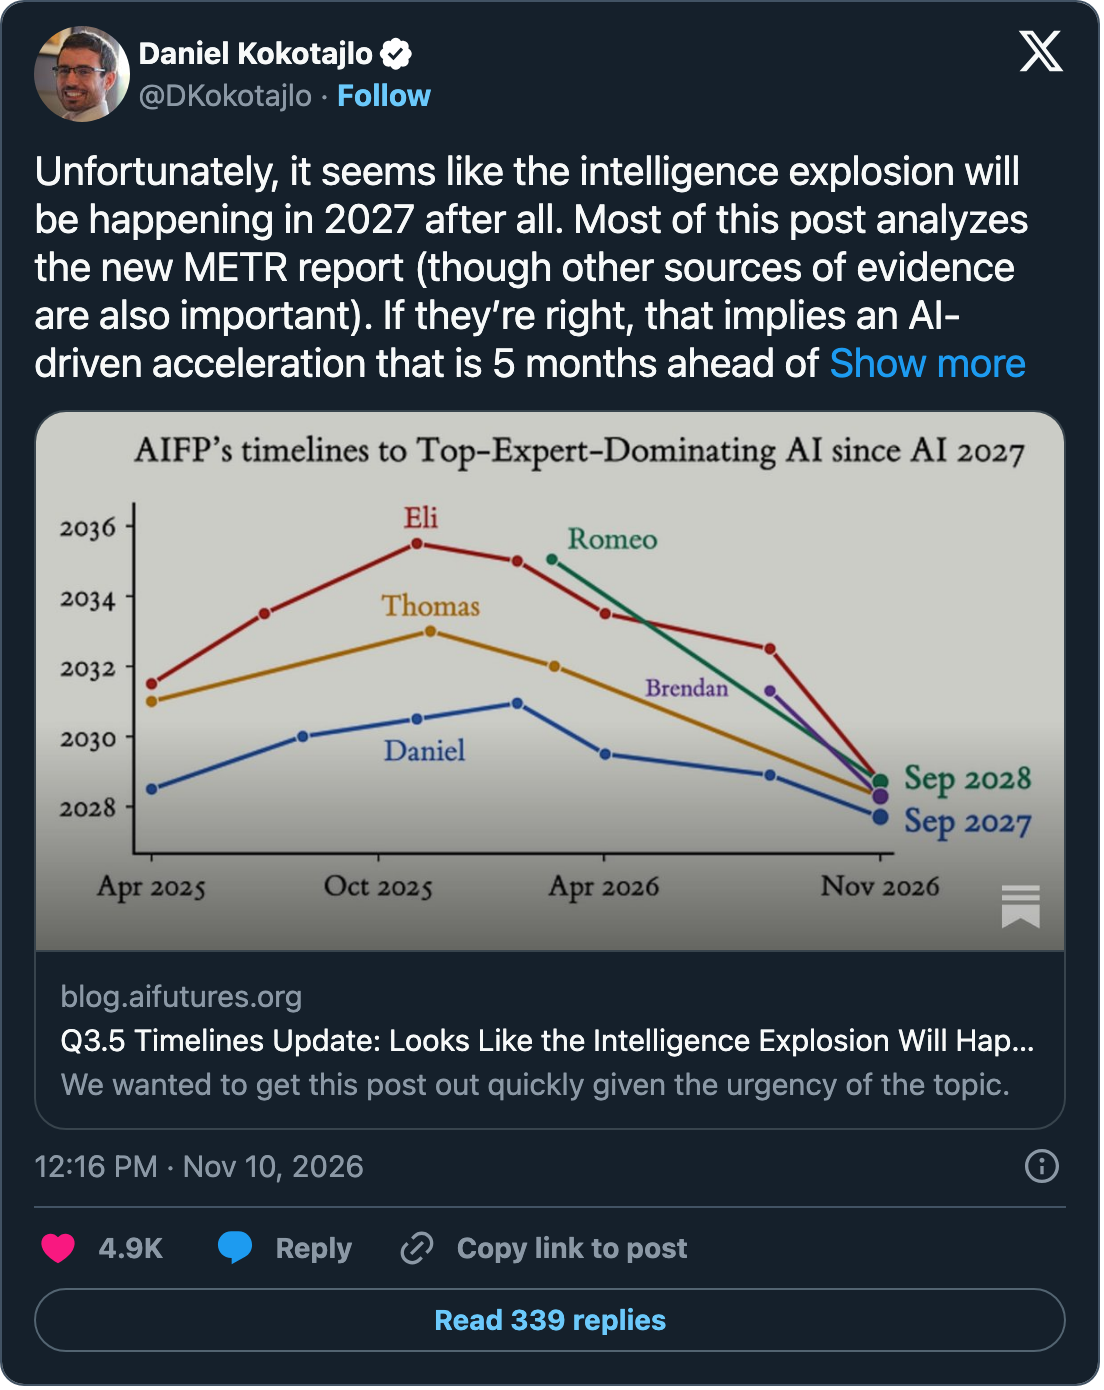 Daniel Kokotajlo
@DKokotajlo · Follow
Unfortunately, it seems like the intelligence explosion will
be happening in 2027 after all. Most of this post analyzes
the new METR report (though other sources of evidence
are also important). If they’re right, that implies an AI-
driven acceleration that is 5 months ahead of Show more
AIFP’s timelines to Top-Expert-Dominating AI since AI 2027
2036
2034
2032
2030
2028
Eli
Romeo
Thomas
Brendan
Daniel
Sep 2028
Sep 2027
Apr 2025
Oct 2025
Apr 2026
Nov 2026
blog.aifutures.org
Q3.5 Timelines Update: Looks Like the Intelligence Explosion Will Hap...
We wanted to get this post out quickly given the urgency of the topic.
12:16 PM · Nov 10, 2026
4.9K Reply Copy link to post
Read 339 replies